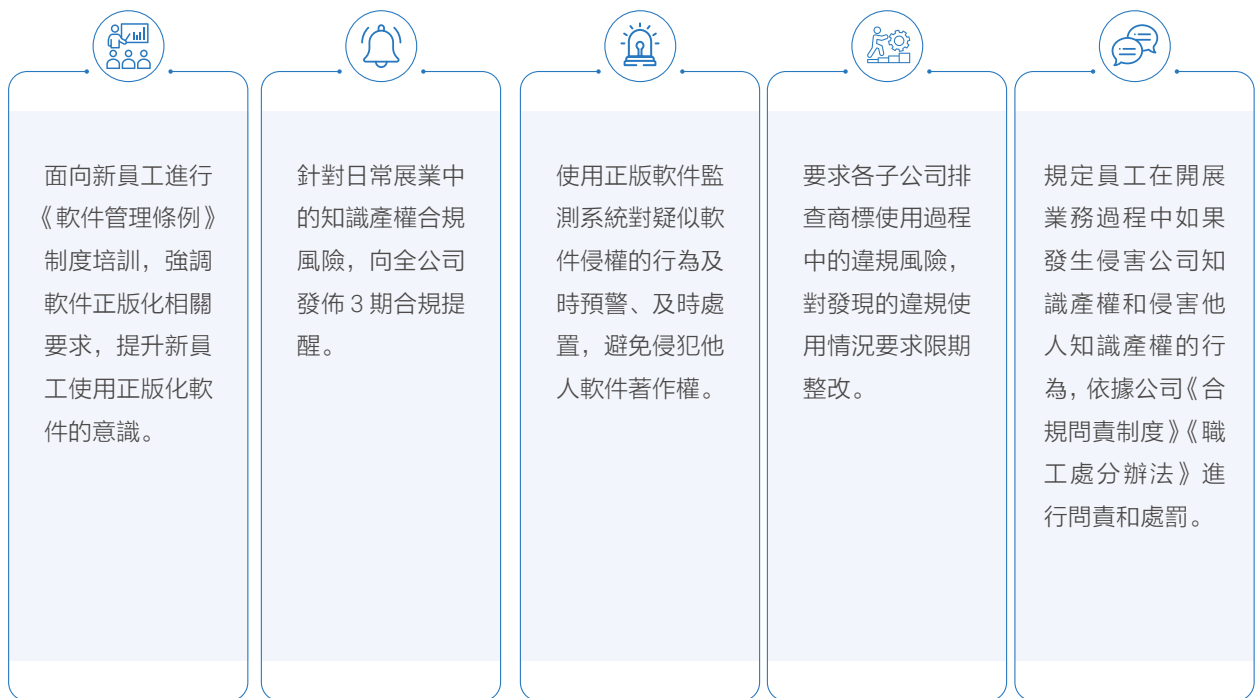 面向新員工進行
《軟件管理條例》
制度培訓，強調
軟件正版化相關
要求，提升新員
工使用正版化軟
件的意識。
針對日常展業中
的知識產權合規
風險，向全公司
發佈 3 期合規提
醒。
使用正版軟件監
測系統對疑似軟
件侵權的行為及
時預警、及時處
置，避免侵犯他
人軟件著作權。
要求各子公司排
查商標使用過程
中的違規風險，
對發現的違規使
用情況要求限期
整改。
規定員工在開展
業務過程中如果
發生侵害公司知
識產權和侵害他
人知識產權的行
為，依據公司《合
規問責制度》《職
工處分辦法》進
行問責和處罰。